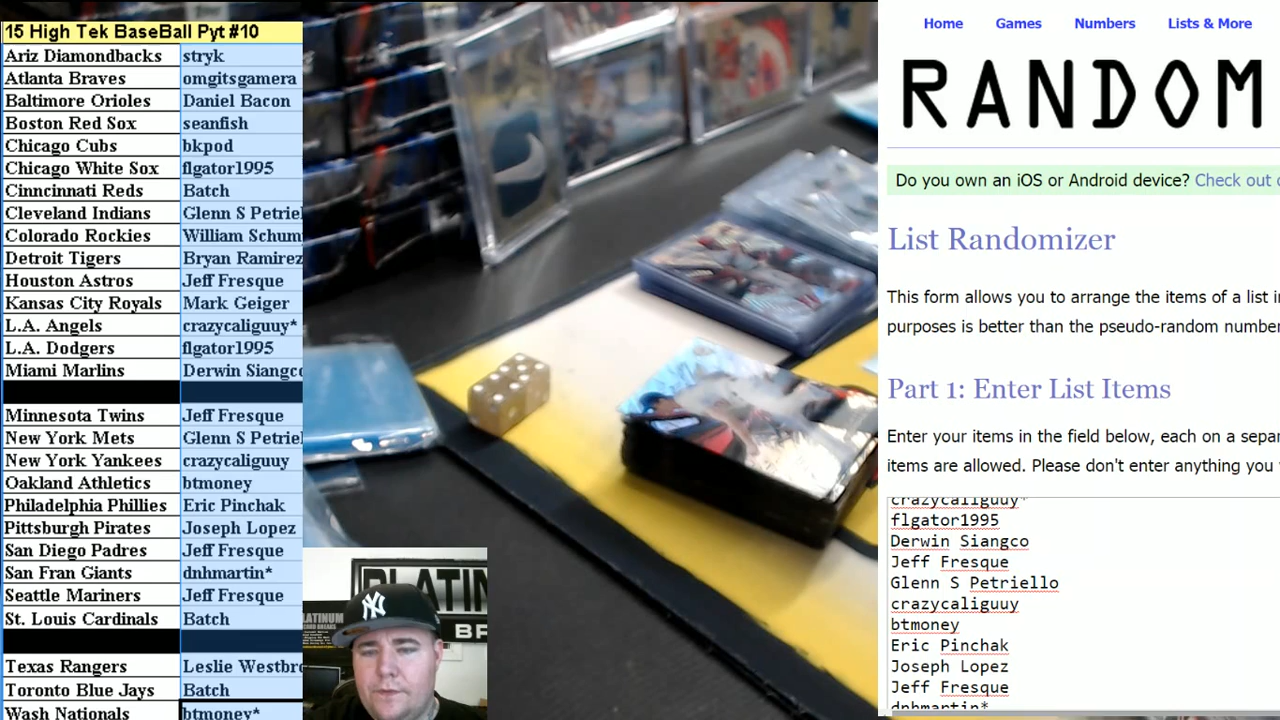 15 High Tek BaseBall Pyt #10
Ariz Diamondbacks stryk
Atlanta Braves omgitsgamera
Baltimore Orioles Daniel Bacon
Boston Red Sox seanfish
Chicago Cubs bkpod
Chicago White Sox flgator1995
Cinncinnati Reds Batch
Cleveland Indians Glenn S Petriel
Colorado Rockies William Schum
Detroit Tigers Bryan Ramirez
Houston Astros Jeff Fresque
Kansas City Royals Mark Geiger
L.A. Angels crazycaliguuy*
L.A. Dodgers flgator1995
Miami Marlins Derwin Siangco
Minnesota Twins Jeff Fresque
New York Mets Glenn S Petriel
New York Yankees crazycaliguuy
Oakland Athletics btmoney
Philadelphia Phillies Eric Pinchak
Pittsburgh Pirates Joseph Lopez
San Diego Padres Jeff Fresque
San Fran Giants dnhmartin*
Seattle Mariners Jeff Fresque
St. Louis Cardinals Batch
Texas Rangers Leslie Westbr
Toronto Blue Jays Batch
Wash Nationals btmoney*
PLATIN
PLATINUM
BR
NY
Home Games Numbers Lists & More
RANDOM
Do you own an iOS or Android device? Check out
List Randomizer
This form allows you to arrange the items of a list i
purposes is better than the pseudo-random number
Part 1: Enter List Items
Enter your items in the field below, each on a sepa
items are allowed. Please don't enter anything you
crazycaliguuy*
flgator1995
Derwin Siangco
Jeff Fresque
Glenn S Petriello
crazycaliguuy
btmoney
Eric Pinchak
Joseph Lopez
Jeff Fresque
dnhmartin*